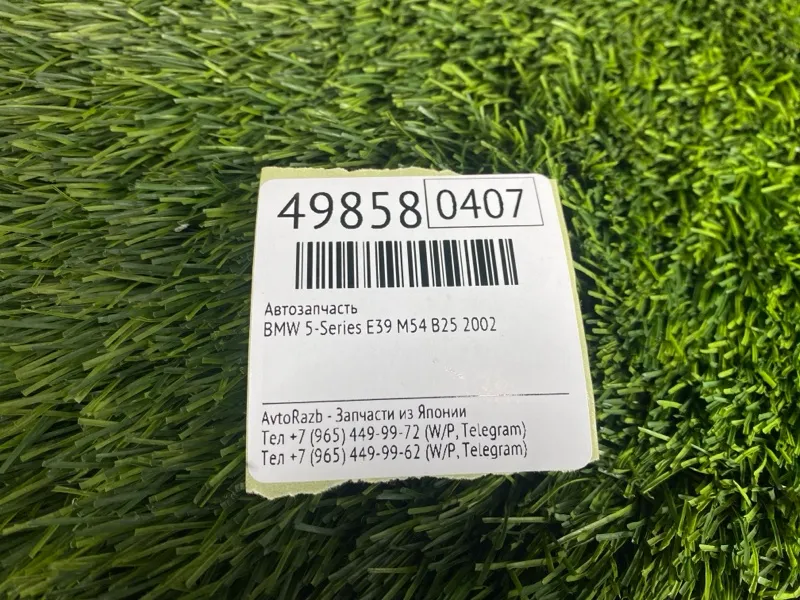 49858 0407
Автозапчасть
BMW 5-Series E39 M54 B25 2002
AvtoRazb - Запчасти из Японии
Тел +7 (965) 449-99-72 (W/P, Telegram)
Тел +7 (965) 449-99-62 (W/P, Telegram)